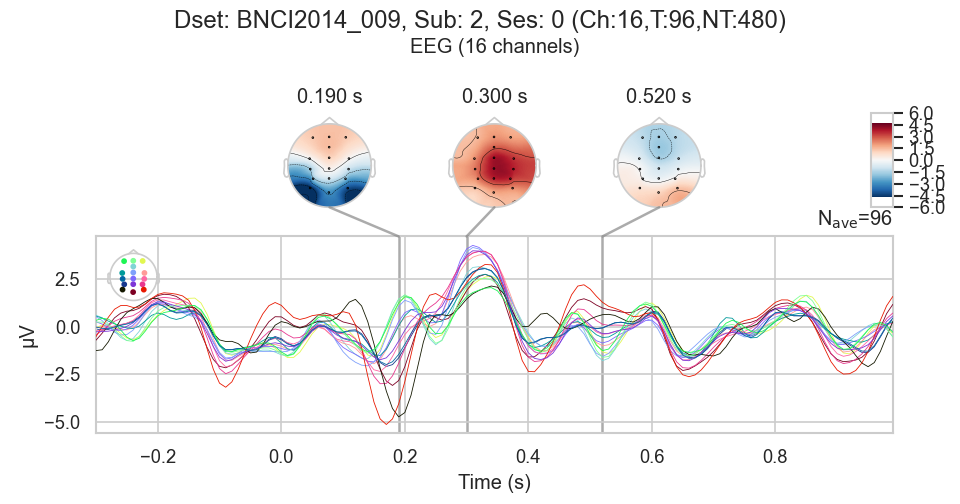 Dset: BNCI2014_009, Sub: 2, Ses: 0 (Ch:16,T:96,NT:480)
EEG (16 channels)
0.190 s 0.300 s 0.520 s
6.0
4.5
3.0
1.5
0.0
−1.5
−3.0
−4.5
−6.0
Nave=96
2.5
0.0
−2.5
−5.0
µV
−0.2 0.0 0.2 0.4 0.6 0.8
Time (s)